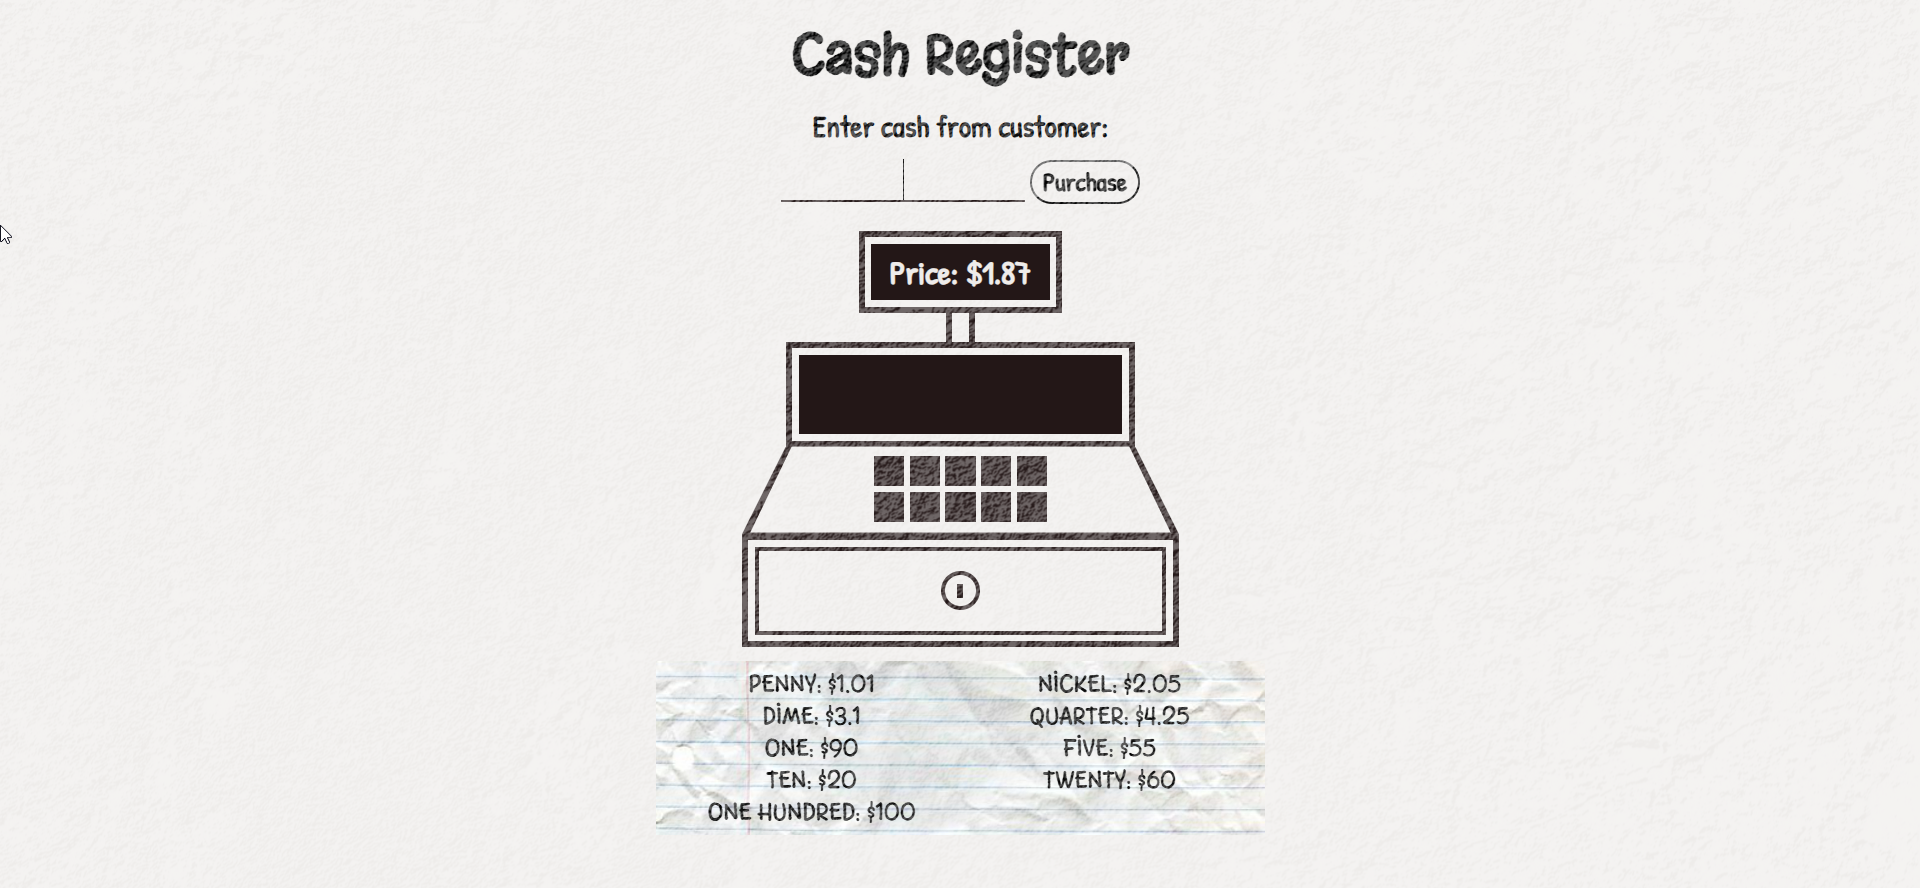 Cash Register
Enter cash from customer:
Purchase
Price: $1.87
PENNY: $1.01 NICKEL: $2.05
DIME: $3.1 QUARTER: $4.25
ONE: $90 FIVE: $55
TEN: $20 TWENTY: $60
ONE HUNDRED: $100